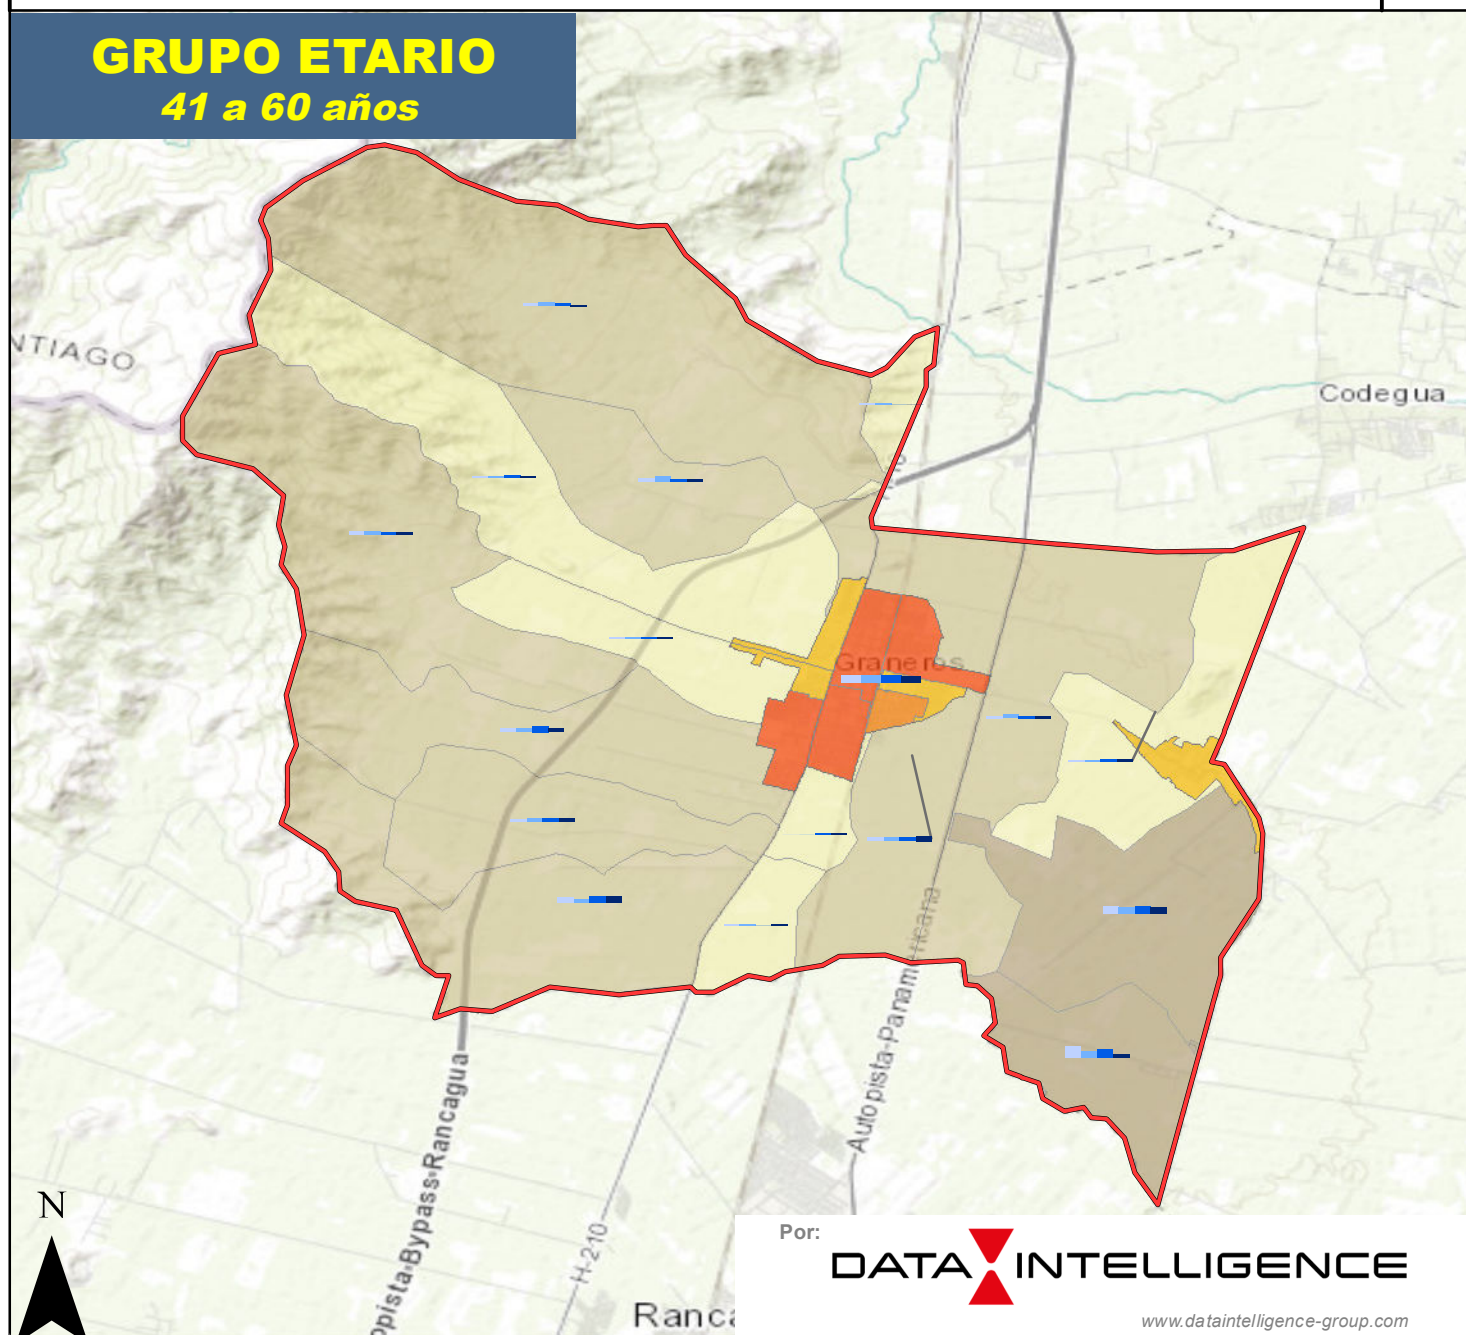 GRUPO ETARIO
41 a 60 años
NTIAGO
Codegua
Graneros
Autopista-Panamericana
opista-Bypass-Rancagua
H-210
N
Ranca
Por:
DATA INTELLIGENCE
www.dataintelligence-group.com